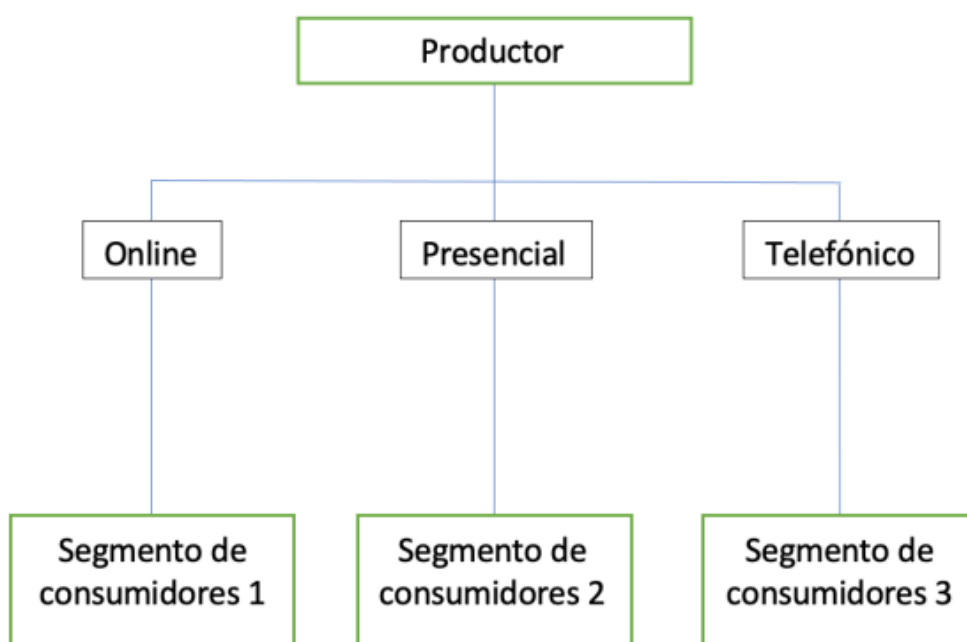 Productor
Online
Presencial
Telefónico
Segmento de
consumidores 1
Segmento de
consumidores 2
Segmento de
consumidores 3